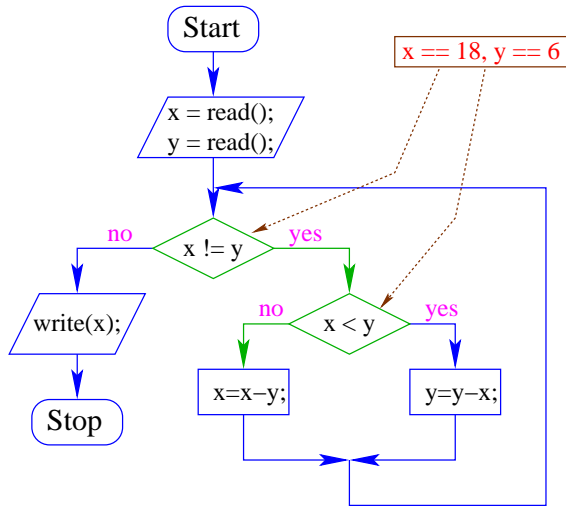 Start
x == 18, y == 6
x = read();
y = read();
no
x != y
yes
write(x);
no
x < y
yes
x=x−y;
y=y−x;
Stop